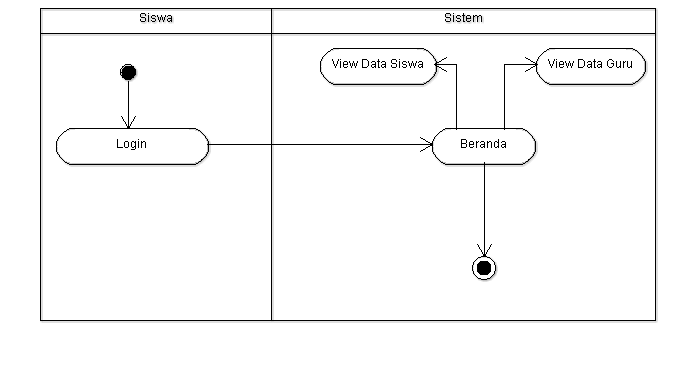 Siswa
Sistem
View Data Siswa
View Data Guru
Login
Beranda